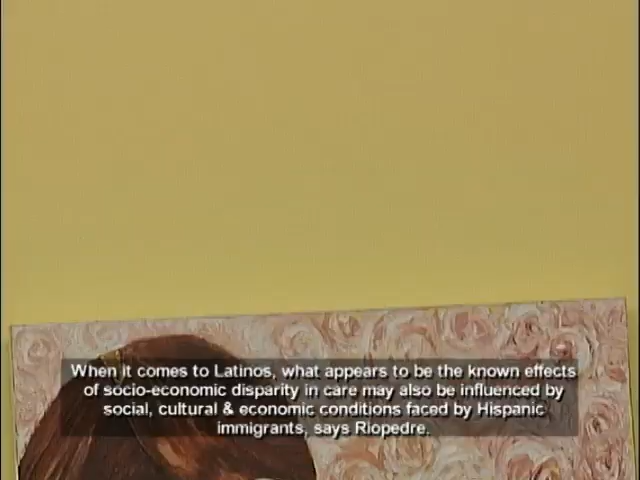 When it comes to Latinos, what appears to be the known effects
of socio-economic disparity in care may also be influenced by
social, cultural & economic conditions faced by Hispanic
immigrants, says Riopedre.